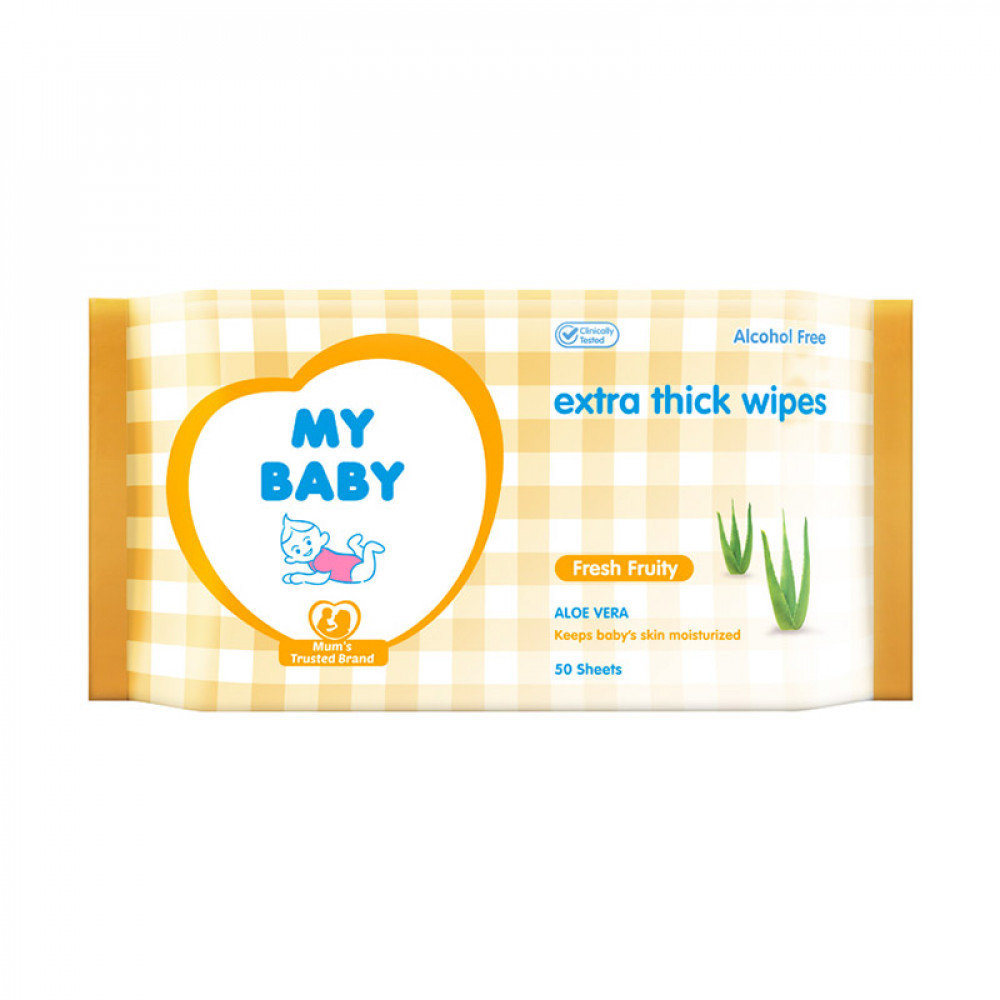 MY
BABY
Mum's
Trusted Brand
Clinically
Tested
Alcohol Free
extra thick wipes
Fresh Fruity
ALOE VERA
Keeps baby's skin moisturized
50 Sheets